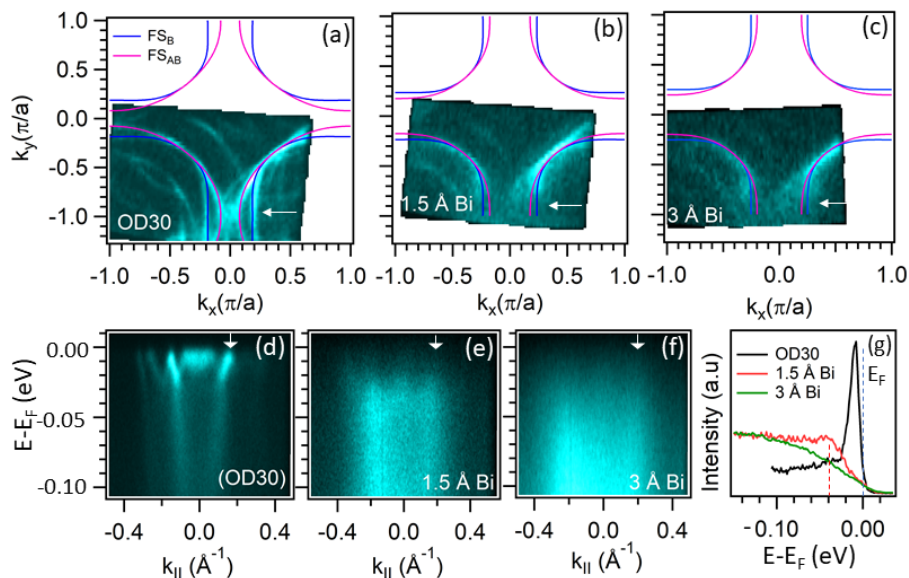 FS_B
FS_AB
(a)
OD30
k_y(π/a)
1.0
0.5
0.0
-0.5
-1.0
-1.0 -0.5 0.0 0.5 1.0
k_x(π/a)
(b)
1.5 Å Bi
-1.0 -0.5 0.0 0.5 1.0
k_x(π/a)
(c)
3 Å Bi
-1.0 0.0 1.0
k_x(π/a)
E-E_F (eV)
0.00
-0.05
-0.10
(d)
(OD30)
-0.4 0.0 0.4
k_|| (Å⁻¹)
(e)
1.5 Å Bi
-0.4 0.0 0.4
k_|| (Å⁻¹)
(f)
3 Å Bi
-0.4 0.0 0.4
k_|| (Å⁻¹)
(g)
OD30
1.5 Å Bi
3 Å Bi
E_F
Intensity (a.u)
-0.10 0.00
E-E_F (eV)